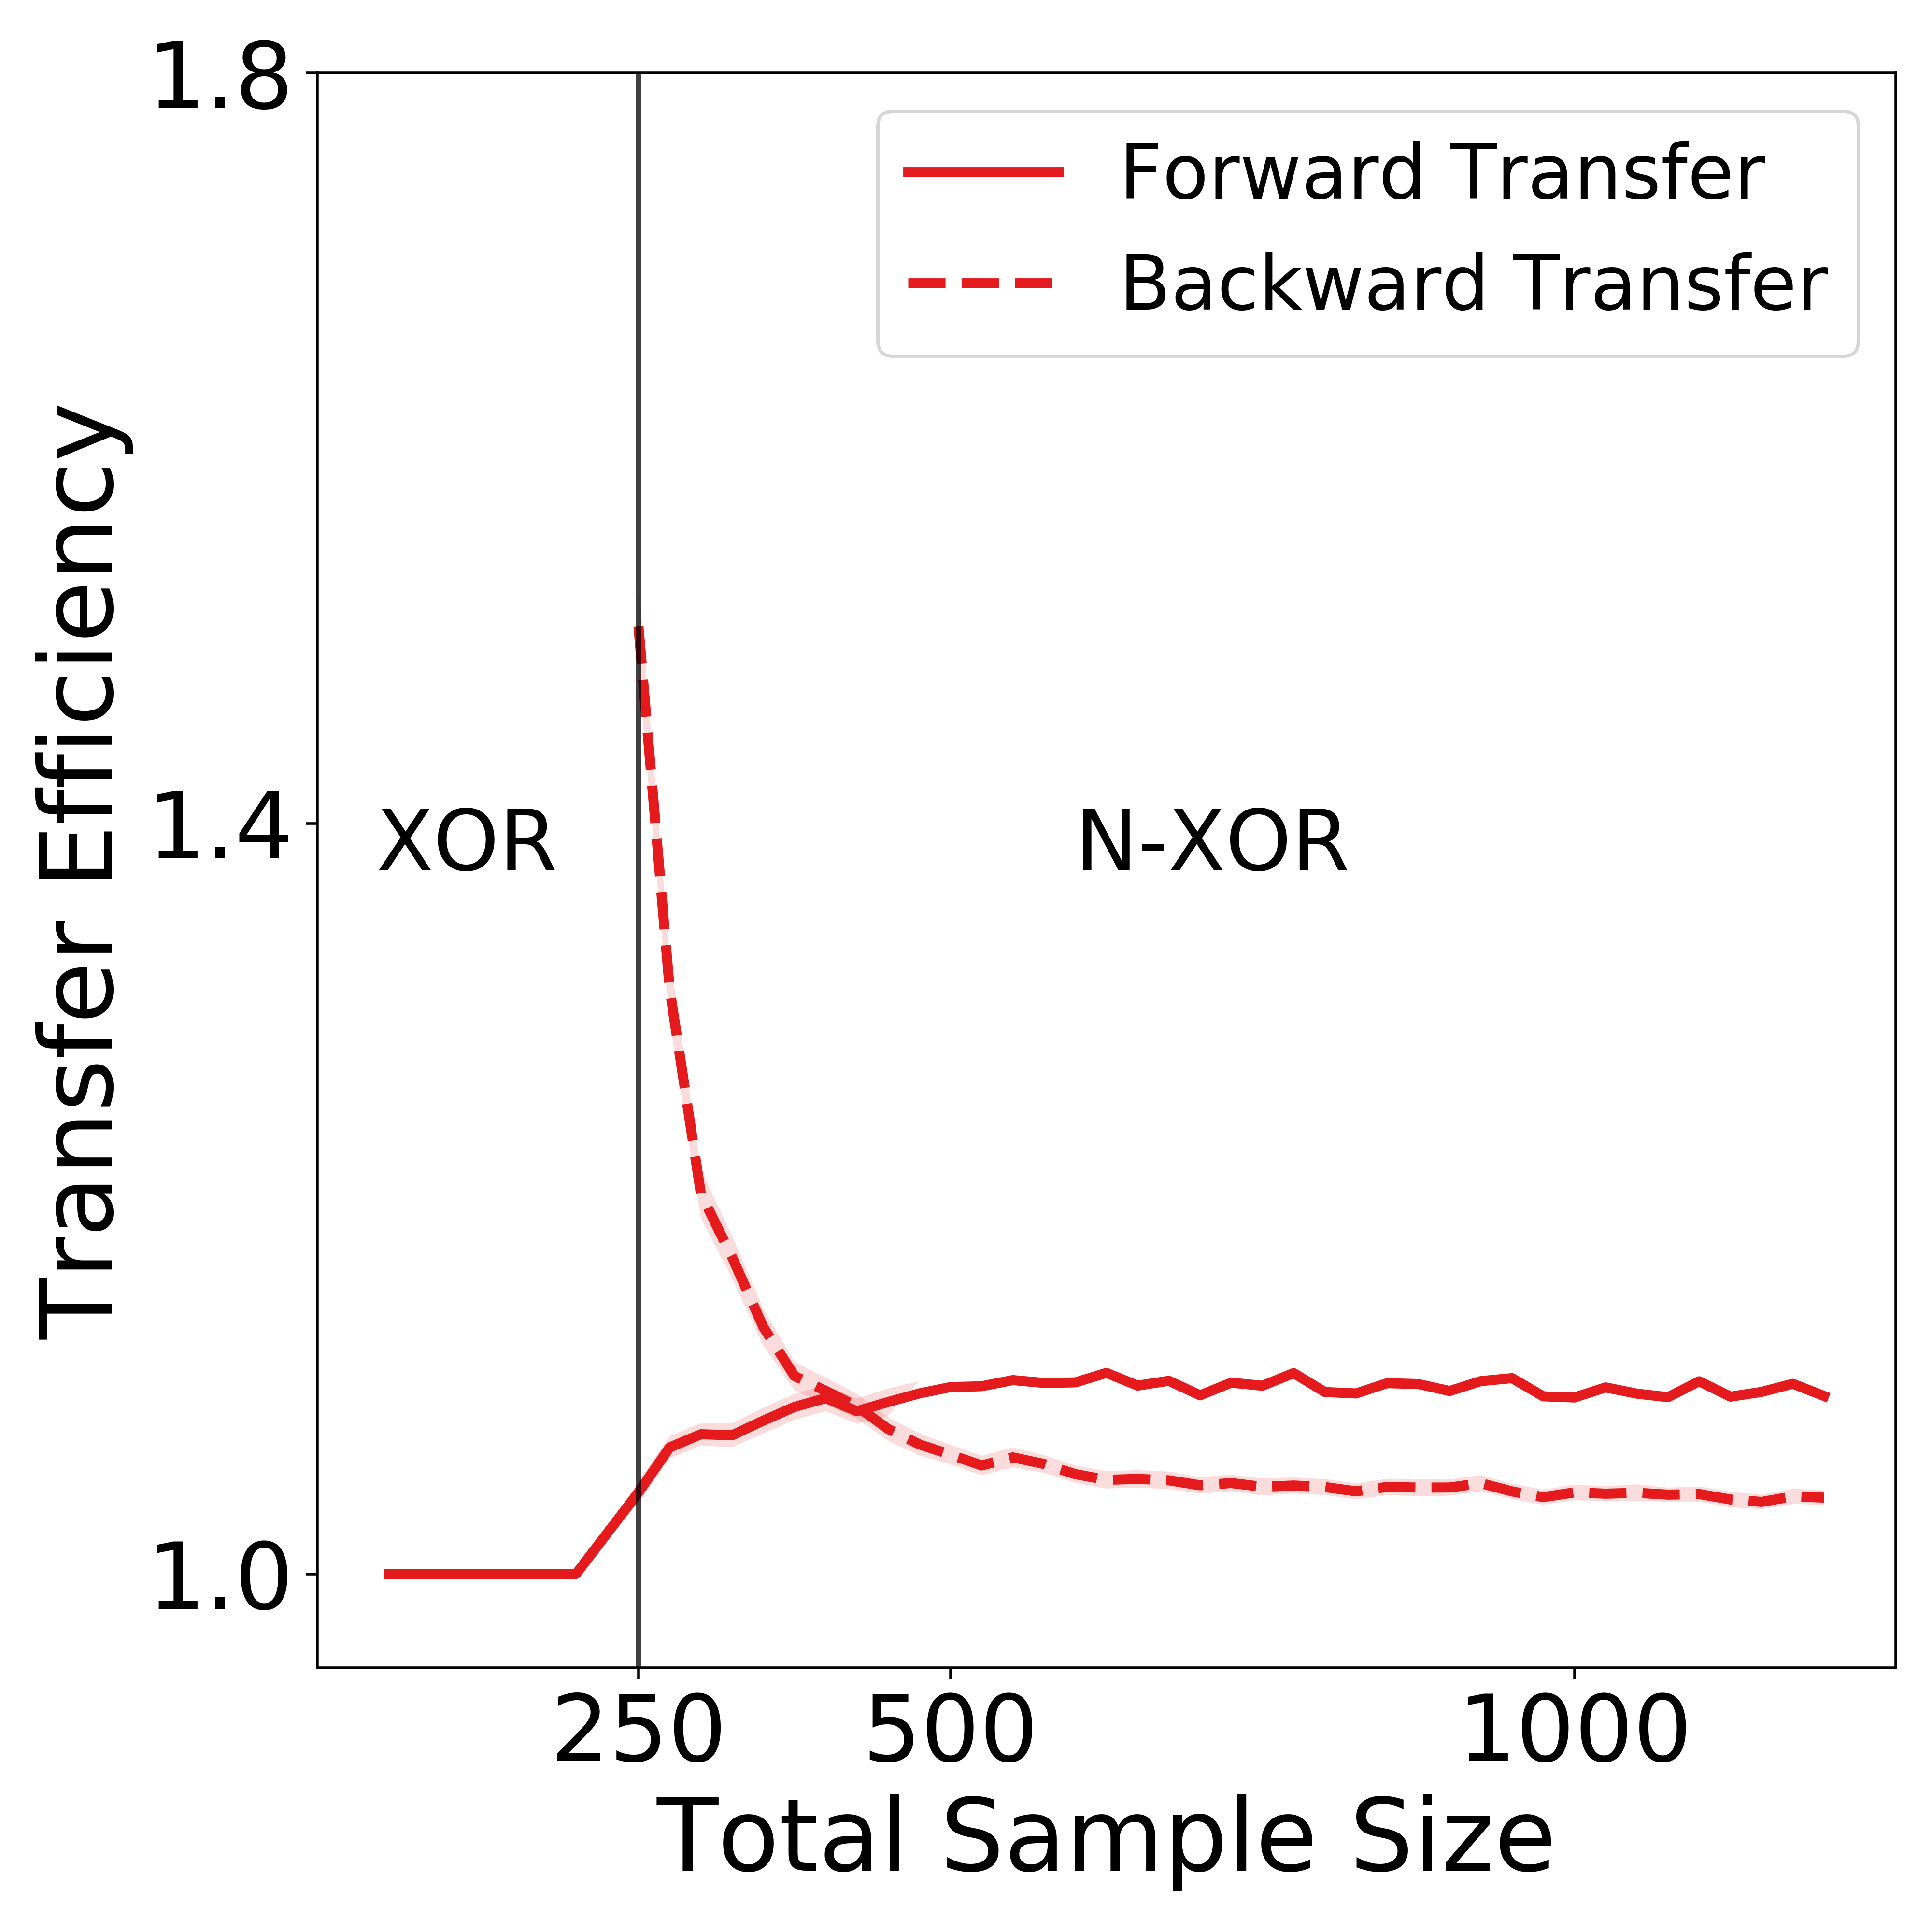 1.8
Forward Transfer
Backward Transfer
Transfer Efficiency
1.4
XOR
N-XOR
1.0
250
500
1000
Total Sample Size